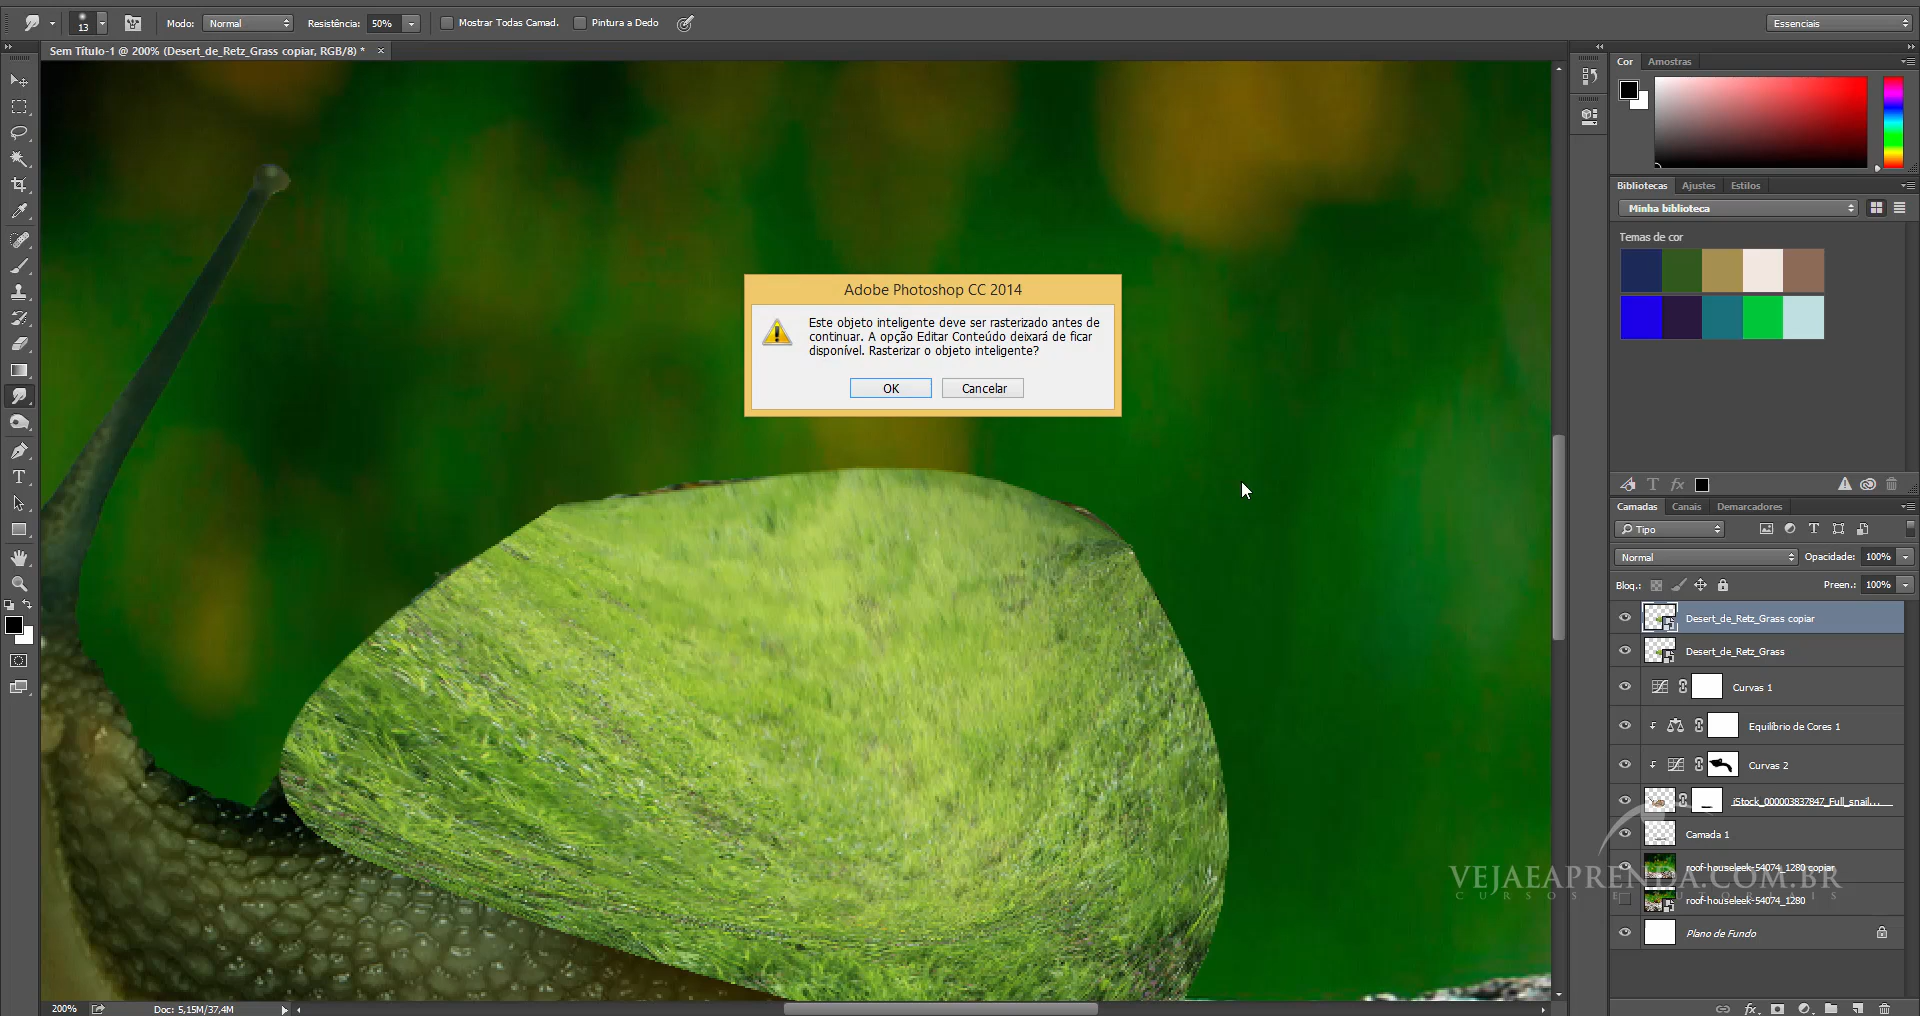 13
Modo: Normal
Resistência: 50%
Mostrar Todas Camad.
Pintura a Dedo
Essenciais
Sem Título-1 @ 200% (Desert_de_Retz_Grass copiar, RGB/8) *
Cor Amostras
Bibliotecas Ajustes Estilos
Minha biblioteca
Temas de cor
Adobe Photoshop CC 2014
Este objeto inteligente deve ser rasterizado antes de
continuar. A opção Editar Conteúdo deixará de ficar
disponível. Rasterizar o objeto inteligente?
OK Cancelar
Camadas Canais Demarcadores
Tipo
Normal Opacidade: 100%
Bloq.: Preen.: 100%
Desert_de_Retz_Grass copiar
Desert_de_Retz_Grass
Curvas 1
Equilíbrio de Cores 1
Curvas 2
iStock_000003837847_Full_snail...
Camada 1
roof-houseleek-54074_1280 copiar
VEJAEAPRENDA.COM.BR
CURSOS E TUTORIAIS
roof-houseleek-54074_1280
Plano de Fundo
200% Doc: 5,15M/37,4M